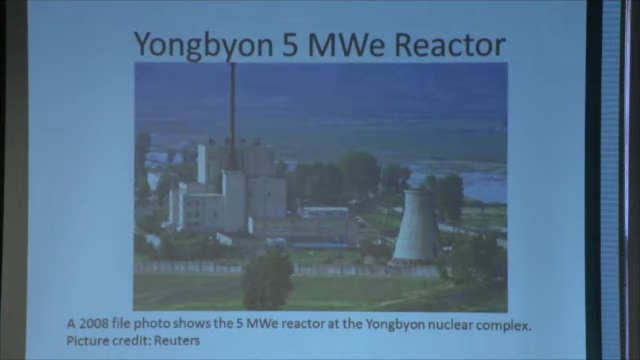 Yongbyon 5 MWe Reactor
A 2008 file photo shows the 5 MWe reactor at the Yongbyon nuclear complex.
Picture credit: Reuters